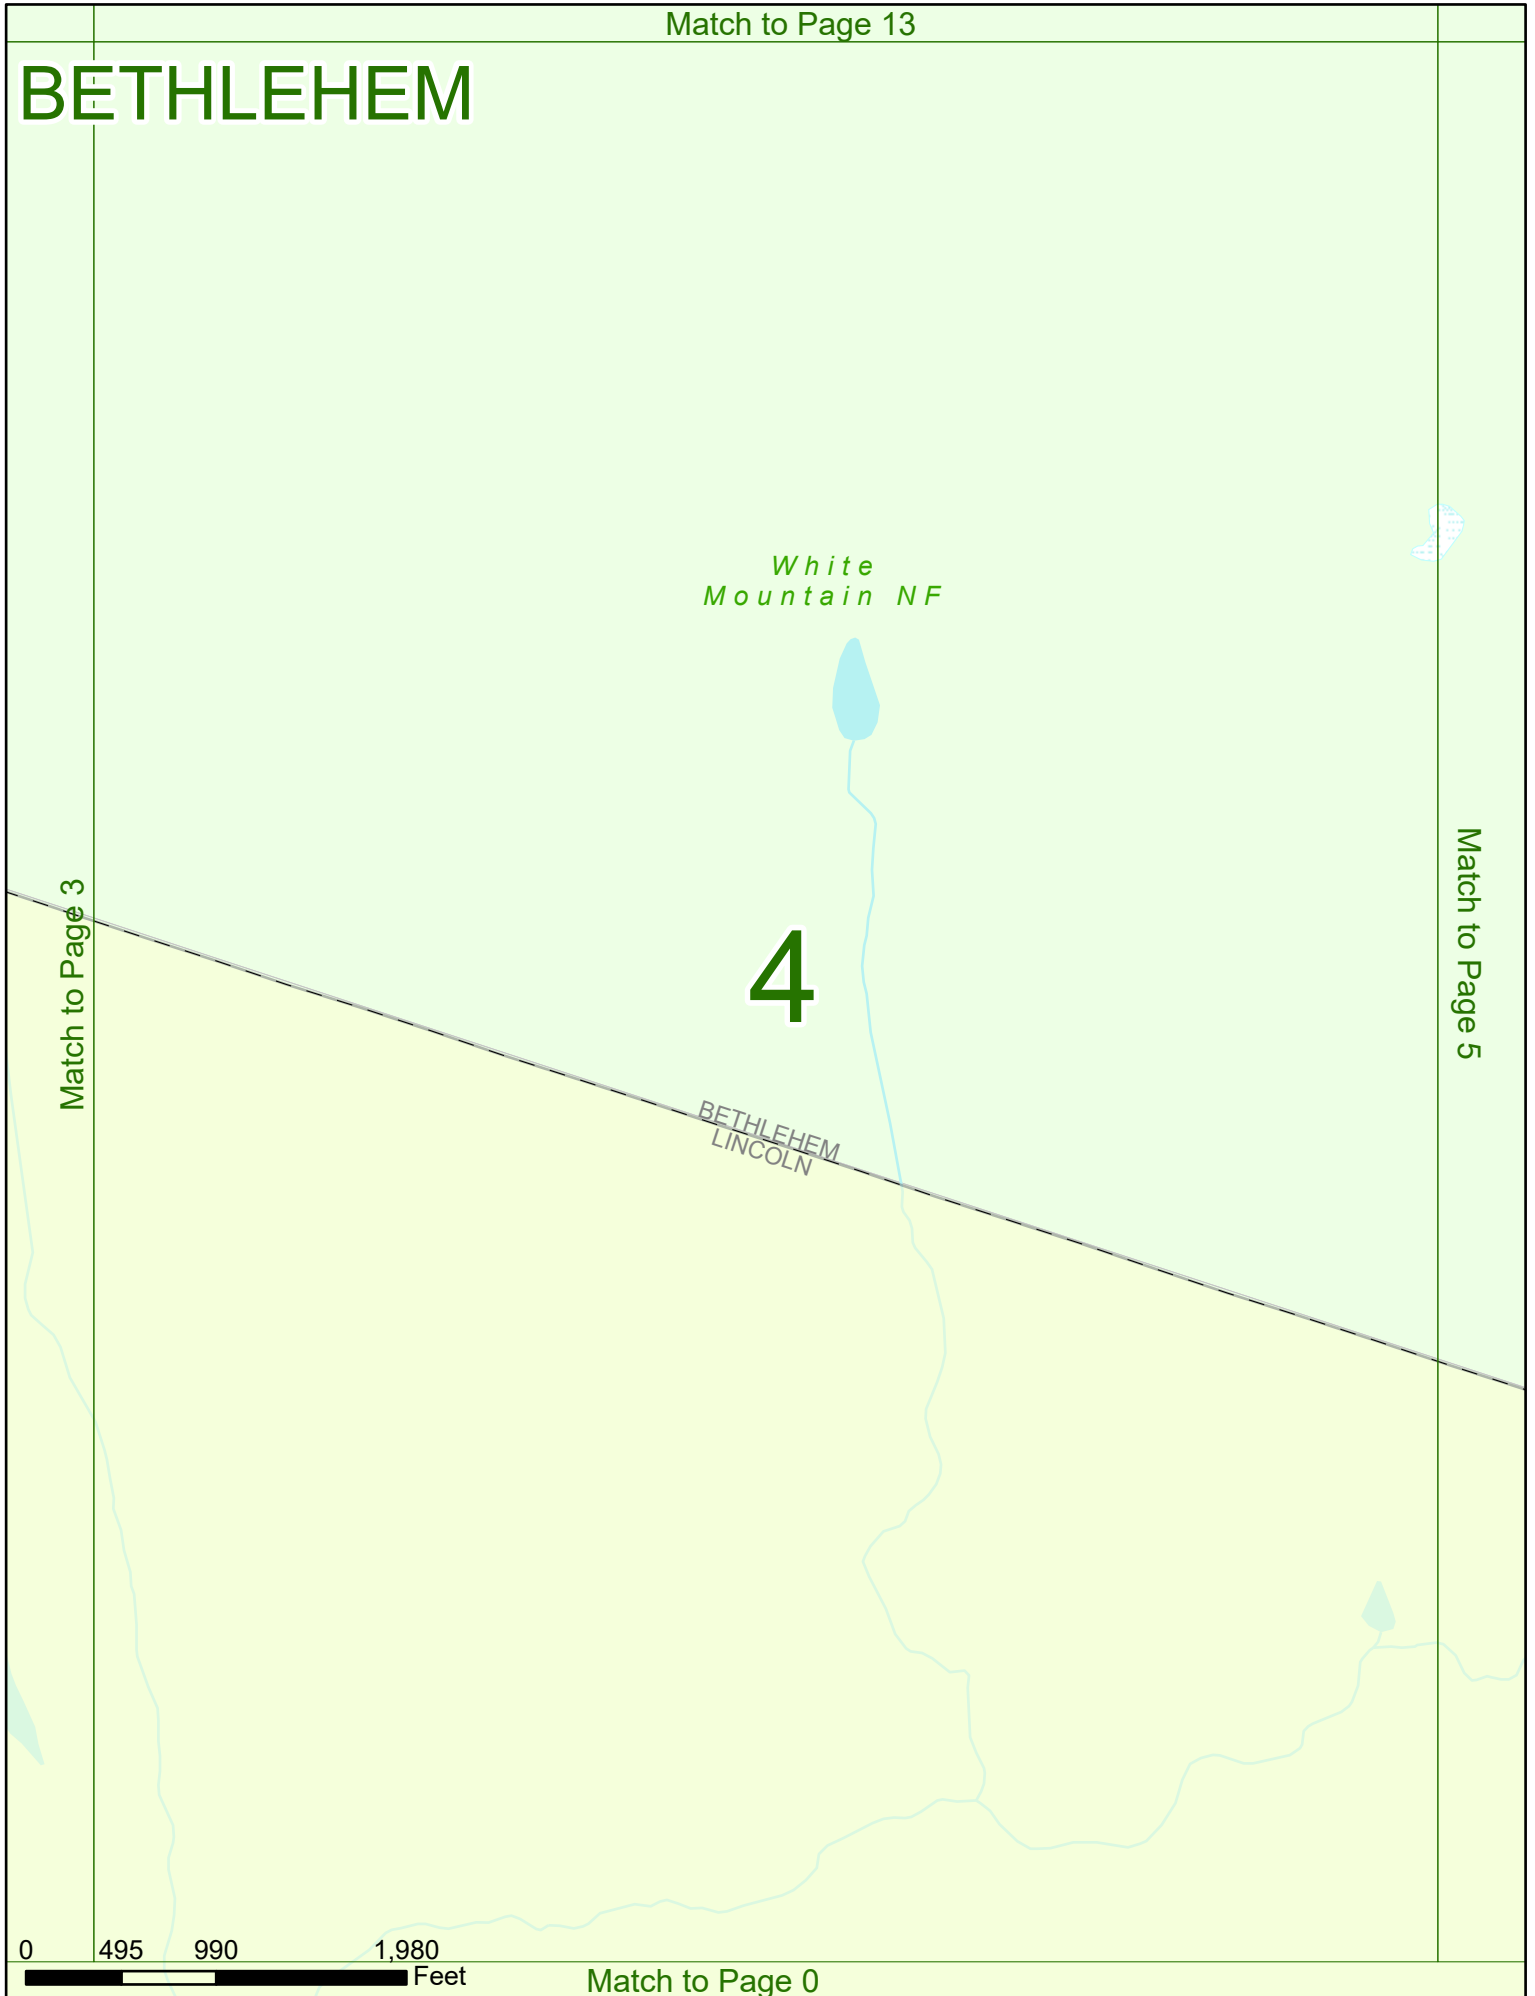 Match to Page 13
BETHLEHEM
White
Mountain NF
Match to Page 3
Match to Page 5
4
BETHLEHEM
LINCOLN
0 495 990 1,980
Feet
Match to Page 0